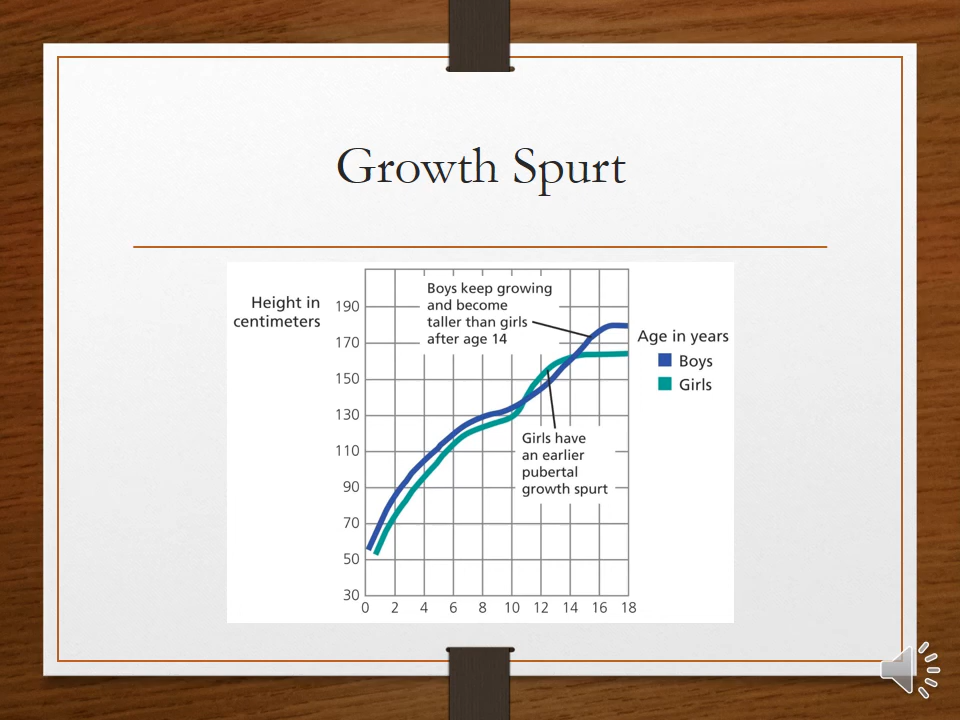 Growth Spurt
Height in
centimeters
190
170
150
130
110
90
70
50
30
0 2 4 6 8 10 12 14 16 18
Boys keep growing
and become
taller than girls
after age 14
Girls have
an earlier
pubertal
growth spurt
Age in years
Boys
Girls